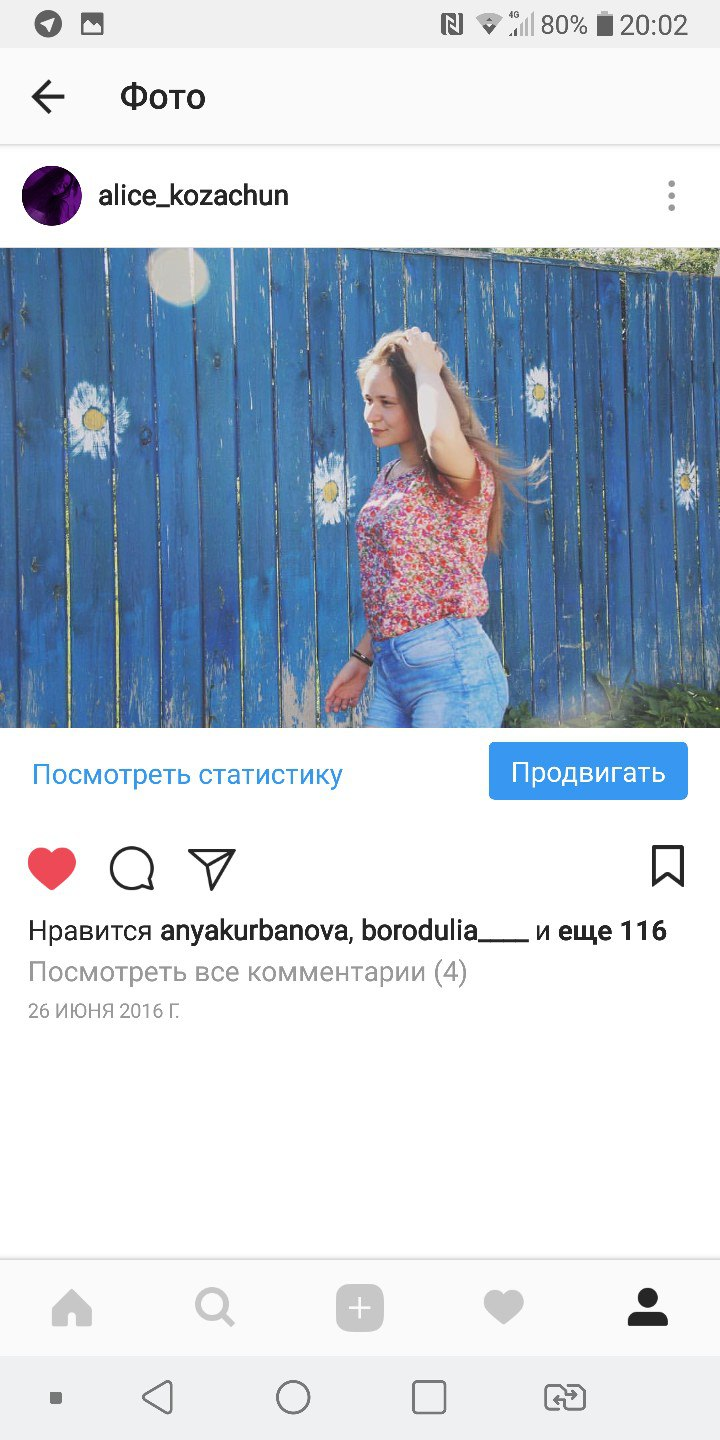 4G 80% 20:02
Фото
alice_kozachun
Посмотреть статистику
Продвигать
Нравится anyakurbanova, borodulia____ и еще 116
Посмотреть все комментарии (4)
26 ИЮНЯ 2016 Г.